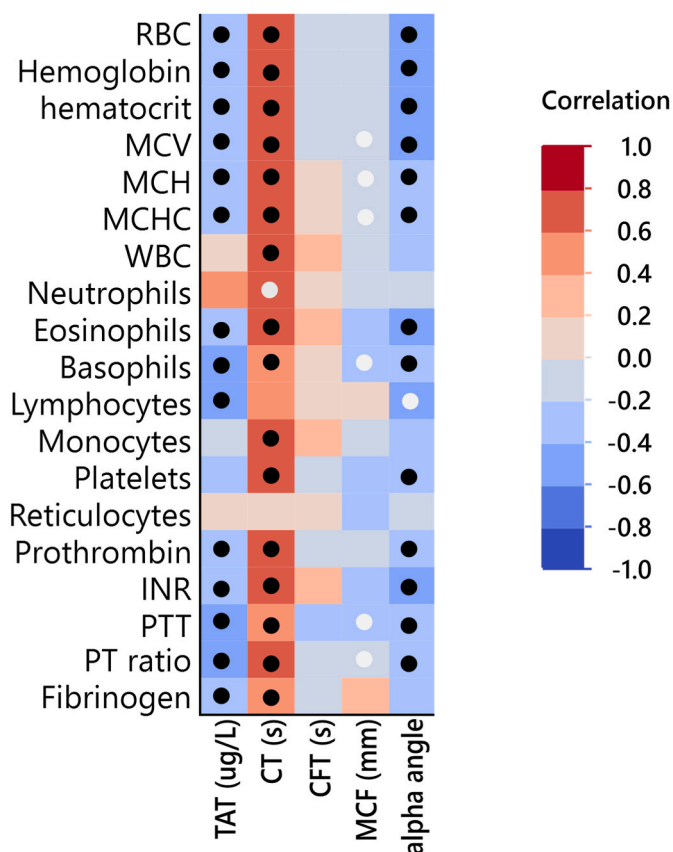 RBC
Hemoglobin
hematocrit
MCV
MCH
MCHC
WBC
Neutrophils
Eosinophils
Basophils
Lymphocytes
Monocytes
Platelets
Reticulocytes
Prothrombin
INR
PTT
PT ratio
Fibrinogen
TAT (ug/L)
CT (s)
CFT (s)
MCF (mm)
alpha angle
Correlation
1.0
0.8
0.6
0.4
0.2
0.0
-0.2
-0.4
-0.6
-0.8
-1.0